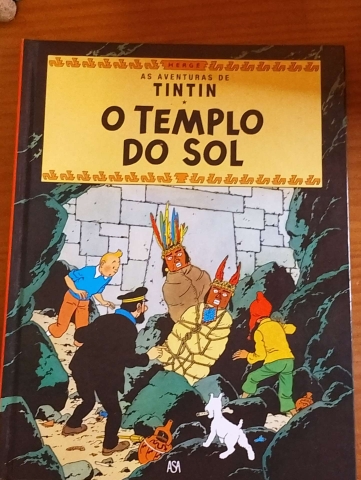 HERGÉ
AS AVENTURAS DE
TINTIN
O TEMPLO
DO SOL
ASA